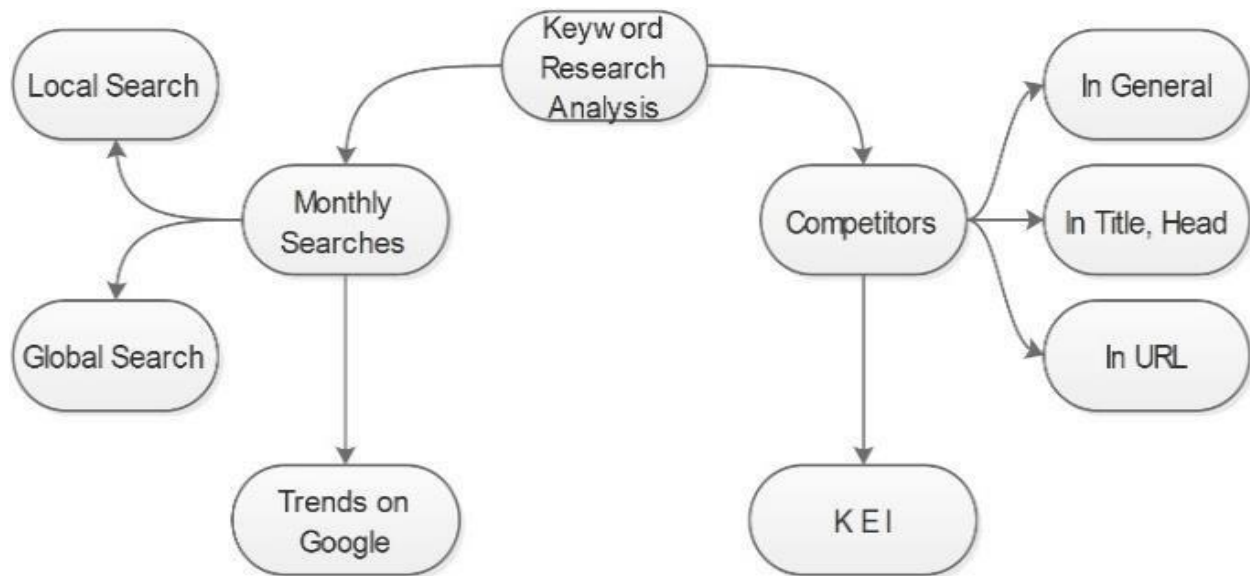 Keyword
Research
Analysis
Local Search
In General
Monthly
Searches
Competitors
In Title, Head
Global Search
In URL
Trends on
Google
K E I